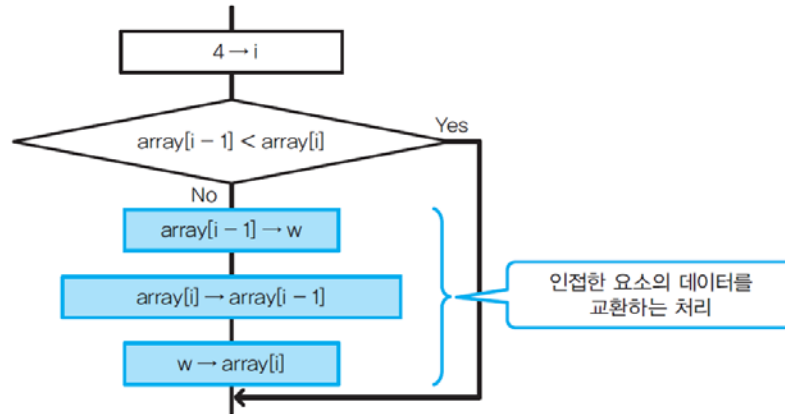 4 → i
array[i − 1] < array[i]
Yes
No
array[i − 1] → w
array[i] → array[i − 1]
w → array[i]
인접한 요소의 데이터를
교환하는 처리